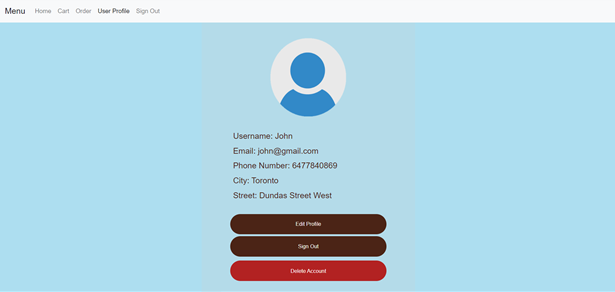 Menu Home Cart Order User Profile Sign Out
Username: John
Email: john@gmail.com
Phone Number: 6477840869
City: Toronto
Street: Dundas Street West
Edit Profile
Sign Out
Delete Account